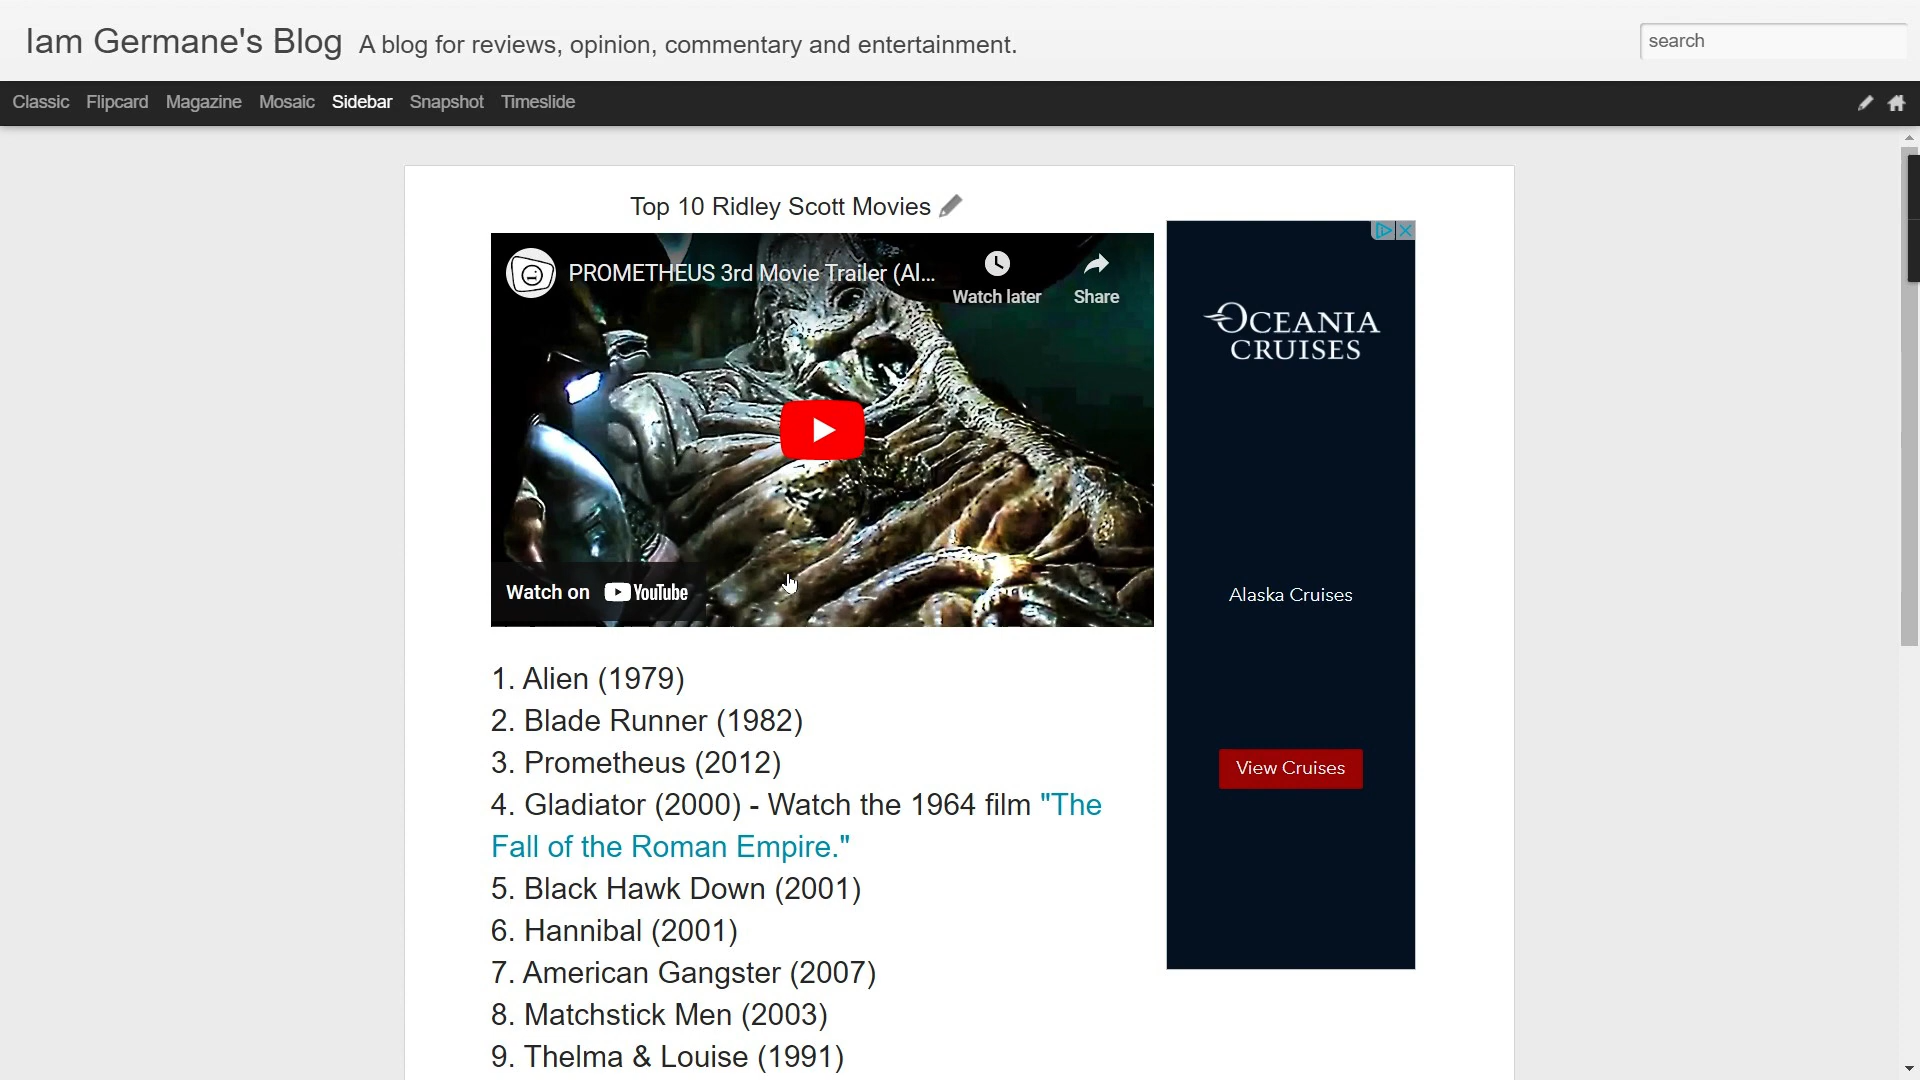 Iam Germane's Blog A blog for reviews, opinion, commentary and entertainment.
search
Classic Flipcard Magazine Mosaic Sidebar Snapshot Timeslide
Top 10 Ridley Scott Movies
PROMETHEUS 3rd Movie Trailer (Al...
Watch later
Share
Watch on YouTube
OCEANIA
CRUISES
Alaska Cruises
View Cruises
1. Alien (1979)
2. Blade Runner (1982)
3. Prometheus (2012)
4. Gladiator (2000) - Watch the 1964 film "The
Fall of the Roman Empire."
5. Black Hawk Down (2001)
6. Hannibal (2001)
7. American Gangster (2007)
8. Matchstick Men (2003)
9. Thelma & Louise (1991)